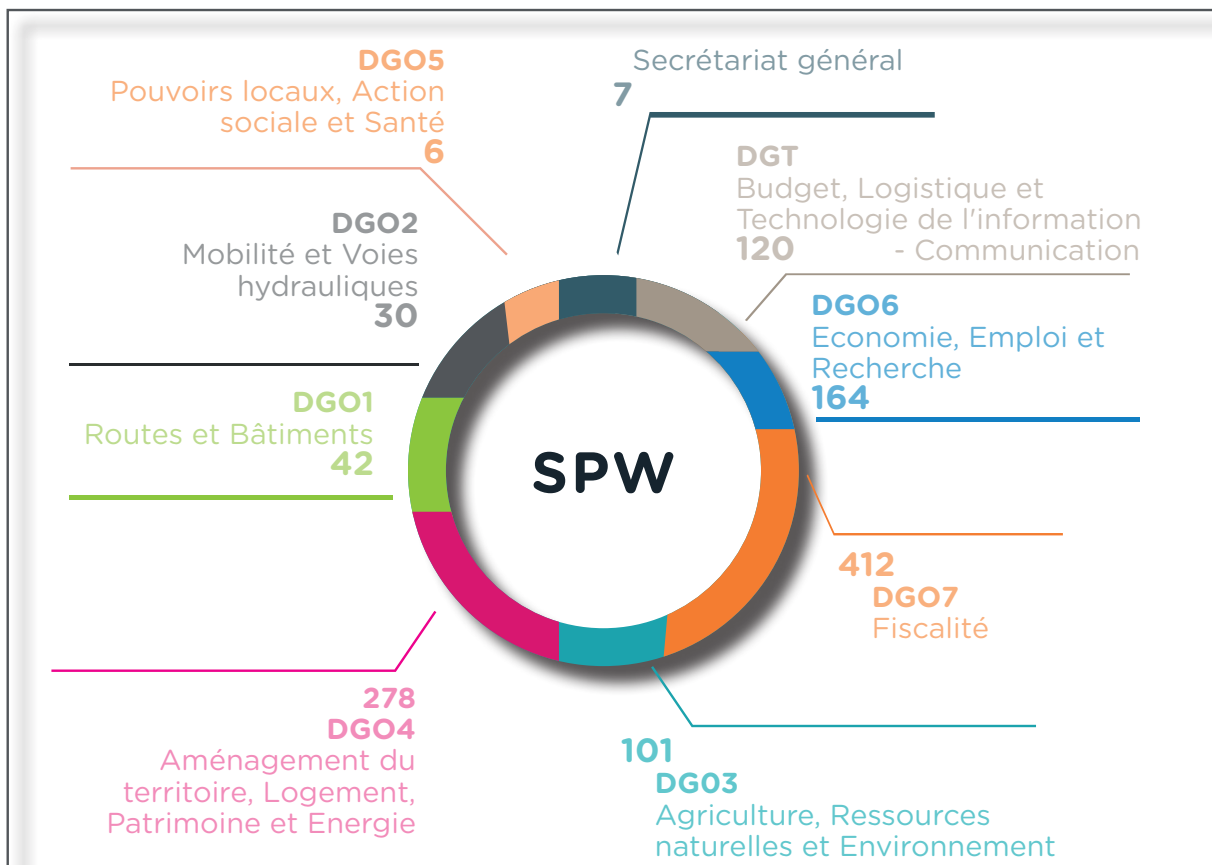 DGO5
Pouvoirs locaux, Action
sociale et Santé
6
Secrétariat général
7
DGT
Budget, Logistique et
Technologie de l'information
120 - Communication
DGO2
Mobilité et Voies
hydrauliques
30
DGO6
Economie, Emploi et
Recherche
164
DGO1
Routes et Bâtiments
42
SPW
412
DGO7
Fiscalité
278
DGO4
Aménagement du
territoire, Logement,
Patrimoine et Energie
101
DG03
Agriculture, Ressources
naturelles et Environnement